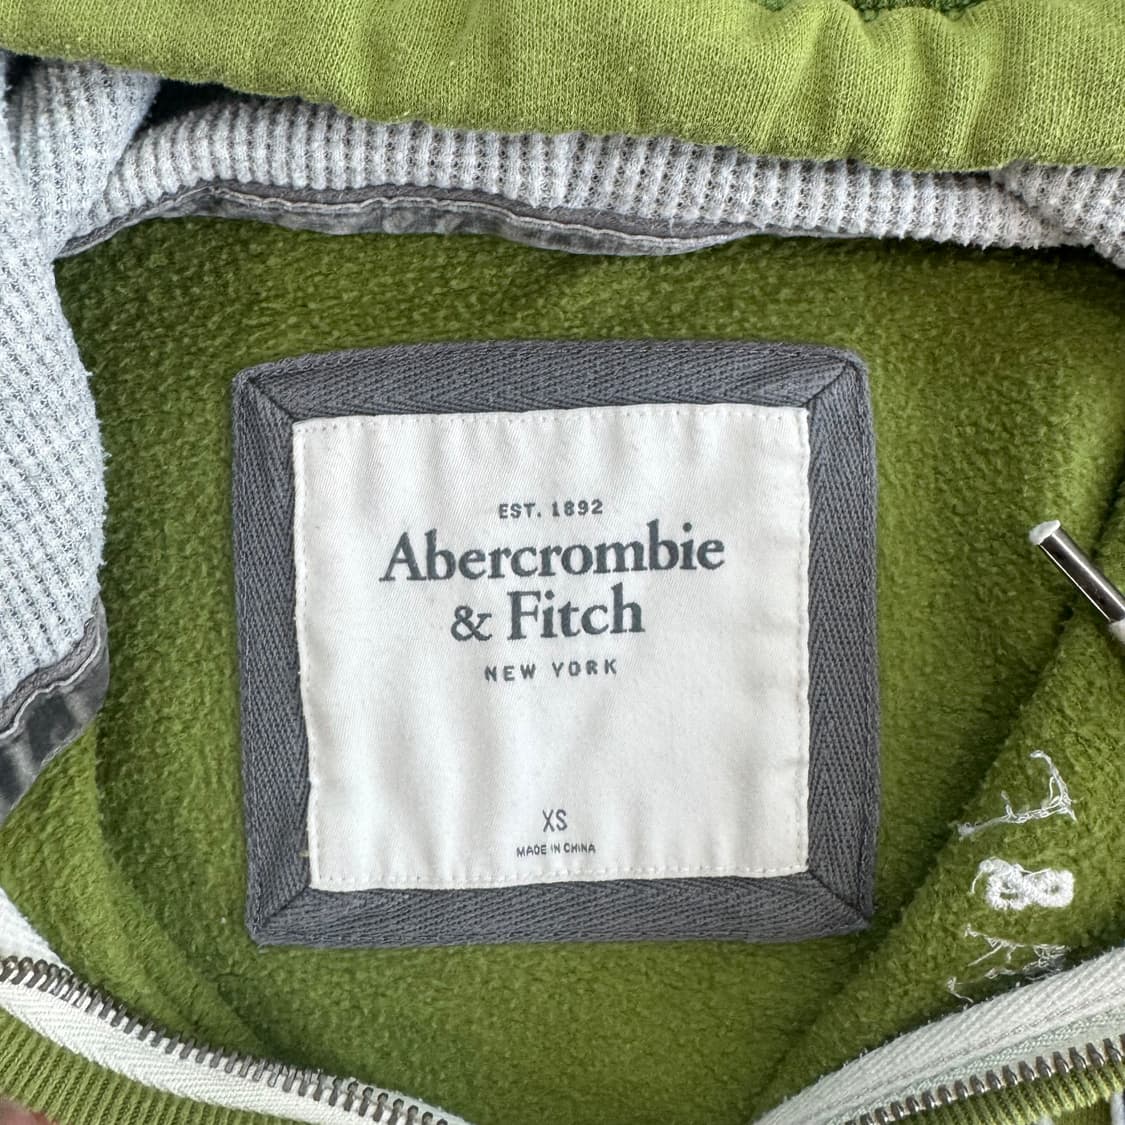 EST. 1892
Abercrombie
& Fitch
NEW YORK
XS
MADE IN CHINA